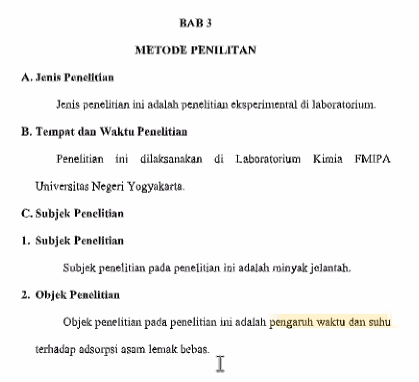 BAB 3
METODE PENILITAN
A. Jenis Penelitian
Jenis penelitian ini adalah penelitian eksperimental di laboratorium.
B. Tempat dan Waktu Penelitian
Penelitian ini dilaksanakan di Laboratorium Kimia FMIPA
Universitas Negeri Yogyakarta.
C. Subjek Penelitian
1. Subjek Penelitian
Subjek penelitian pada penelitian ini adalah minyak jelantah.
2. Objek Penelitian
Objek penelitian pada penelitian ini adalah pengaruh waktu dan suhu
terhadap adsorpsi asam lemak bebas.